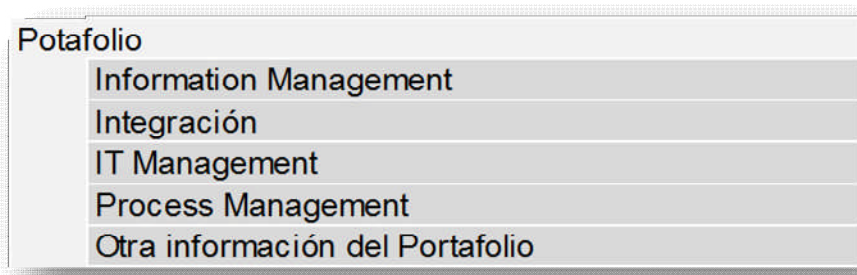 Potafolio
Information Management
Integración
IT Management
Process Management
Otra información del Portafolio